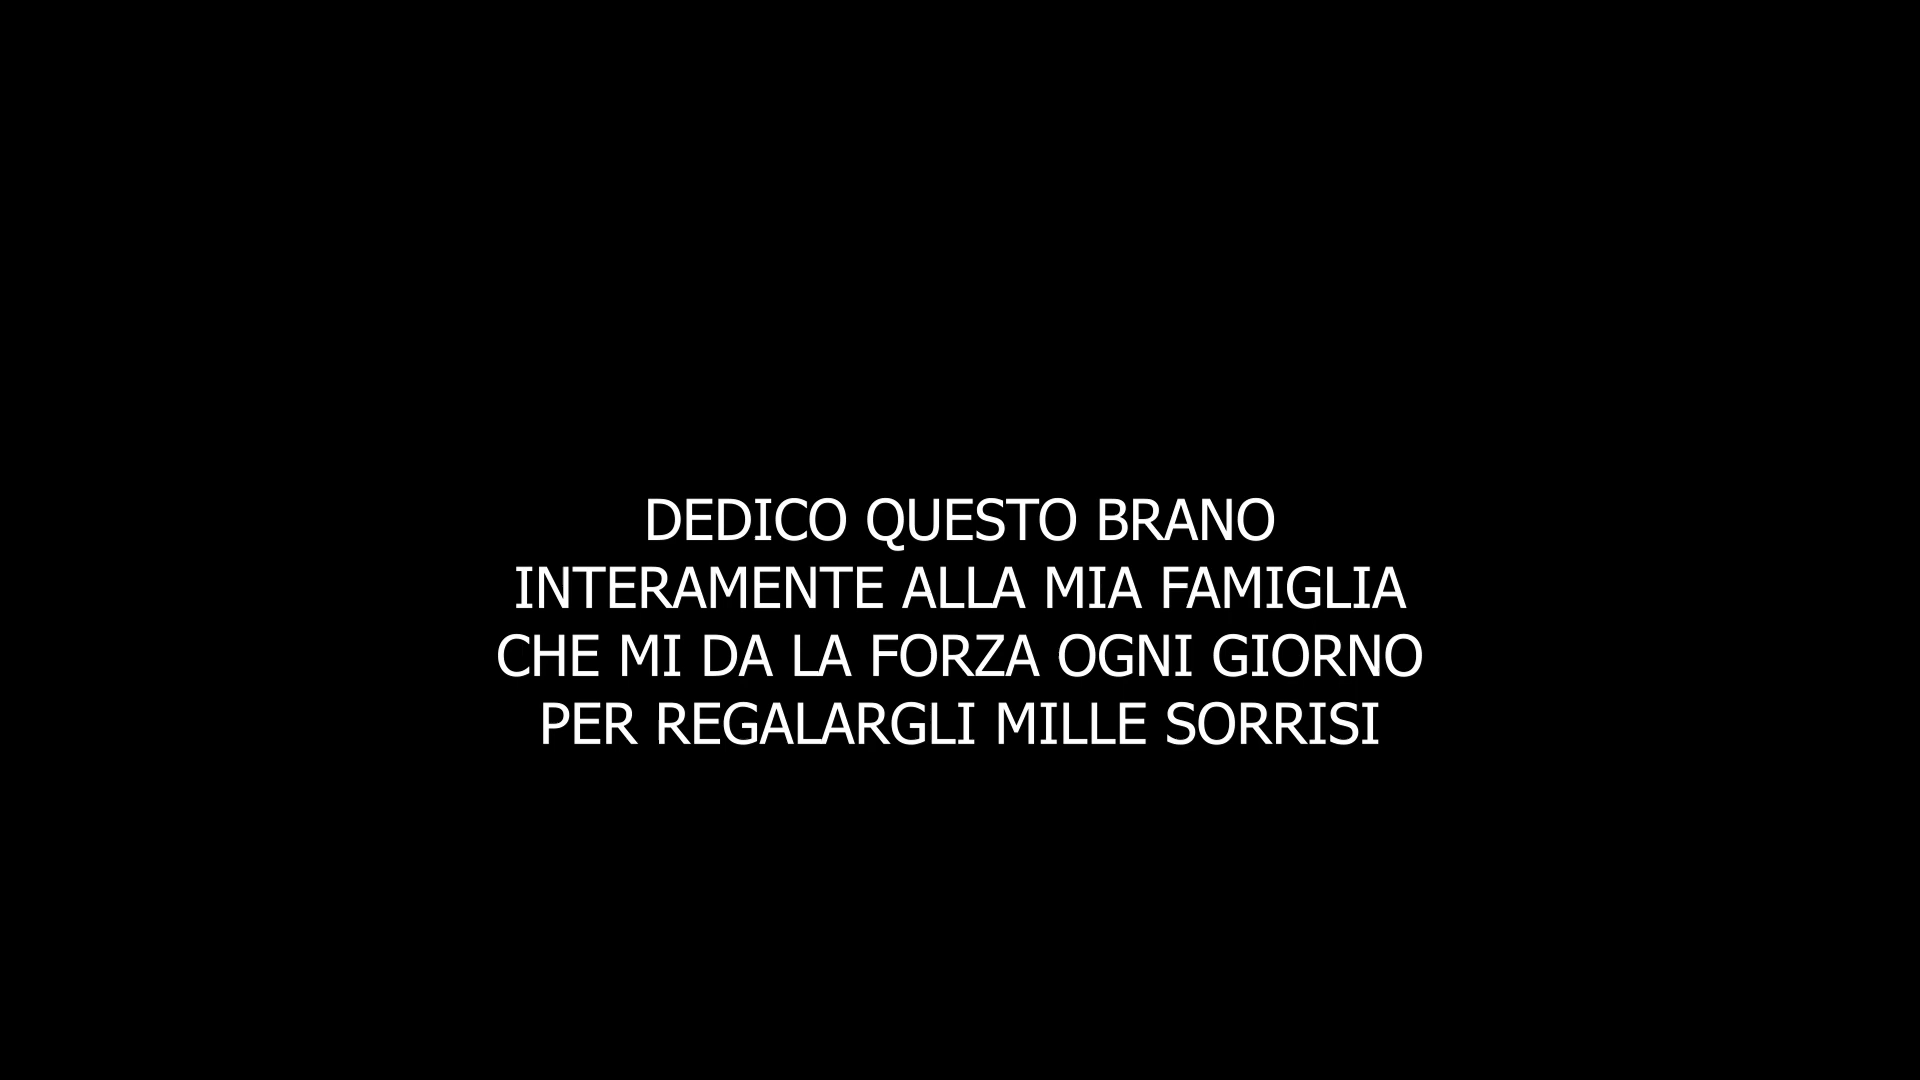 DEDICO QUESTO BRANO
INTERAMENTE ALLA MIA FAMIGLIA
CHE MI DA LA FORZA OGNI GIORNO
PER REGALARGLI MILLE SORRISI